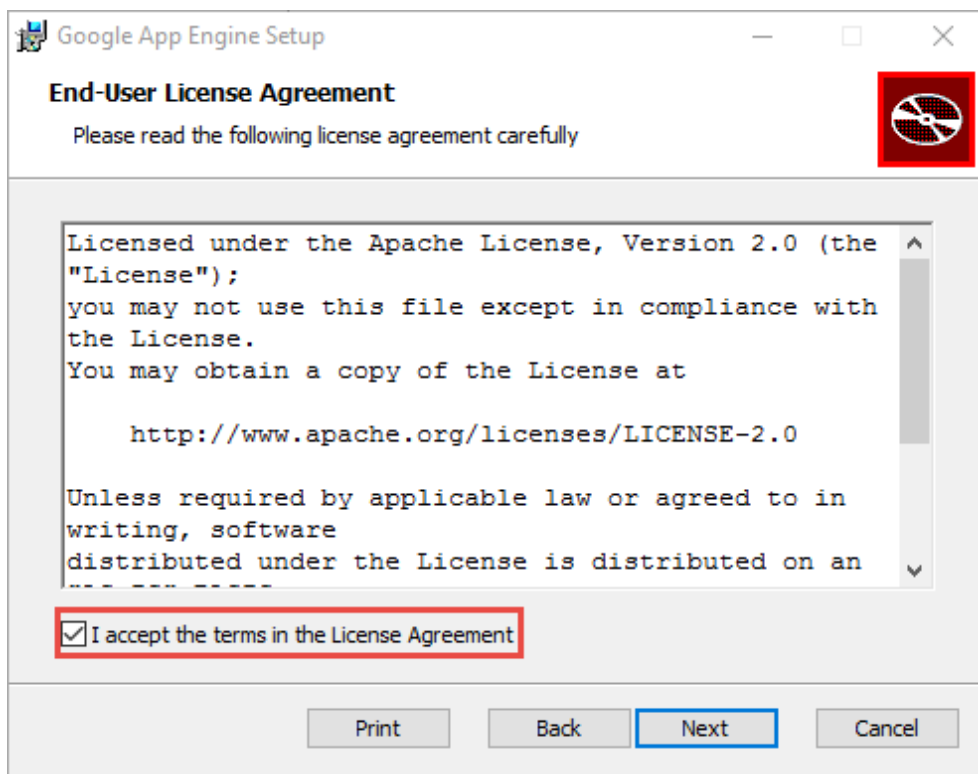 Google App Engine Setup
End-User License Agreement
Please read the following license agreement carefully
Licensed under the Apache License, Version 2.0 (the
"License");
you may not use this file except in compliance with
the License.
You may obtain a copy of the License at
http://www.apache.org/licenses/LICENSE-2.0
Unless required by applicable law or agreed to in
writing, software
distributed under the License is distributed on an
I accept the terms in the License Agreement
Print
Back
Next
Cancel